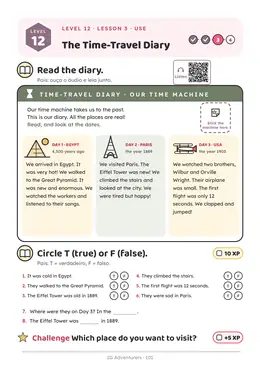 LEVEL 12 · LESSON 3 · USE
LEVEL
12
The Time-Travel Diary
3
4
Read the diary.
Pais: ouça o áudio e leia junto.
Listen
TIME-TRAVEL DIARY · OUR TIME MACHINE
Our time machine takes us to the past.
This is our diary. All the places are real!
Read, and look at the dates.
Stick the
machine here
DAY 1 · EGYPT
4,500 years ago
We arrived in Egypt. It
was very hot! We walked
to the Great Pyramid. It
was new and enormous. We
watched the workers and
listened to their songs.
DAY 2 · PARIS
the year 1889
We visited Paris. The
Eiffel Tower was new! We
climbed the stairs and
looked at the city. We
were tired but happy!
DAY 3 · USA
the year 1903
We watched two brothers,
Wilbur and Orville
Wright. Their airplane
was small. The first
flight was only 12
seconds. We clapped and
jumped!
Circle T (true) or F (false).
10 XP
Pais: T = verdadeiro, F = falso.
1. It was cold in Egypt.
T F
2. They walked to the Great Pyramid.
T F
3. The Eiffel Tower was old in 1889.
T F
4. They climbed the stairs.
T F
5. The first flight was 12 seconds.
T F
6. They were sad in Paris.
T F
7. Where were they on Day 3? In the ________.
8. The Eiffel Tower was ________ in 1889.
Challenge Which place do you want to visit?
+5 XP
2D Adventurers · 101